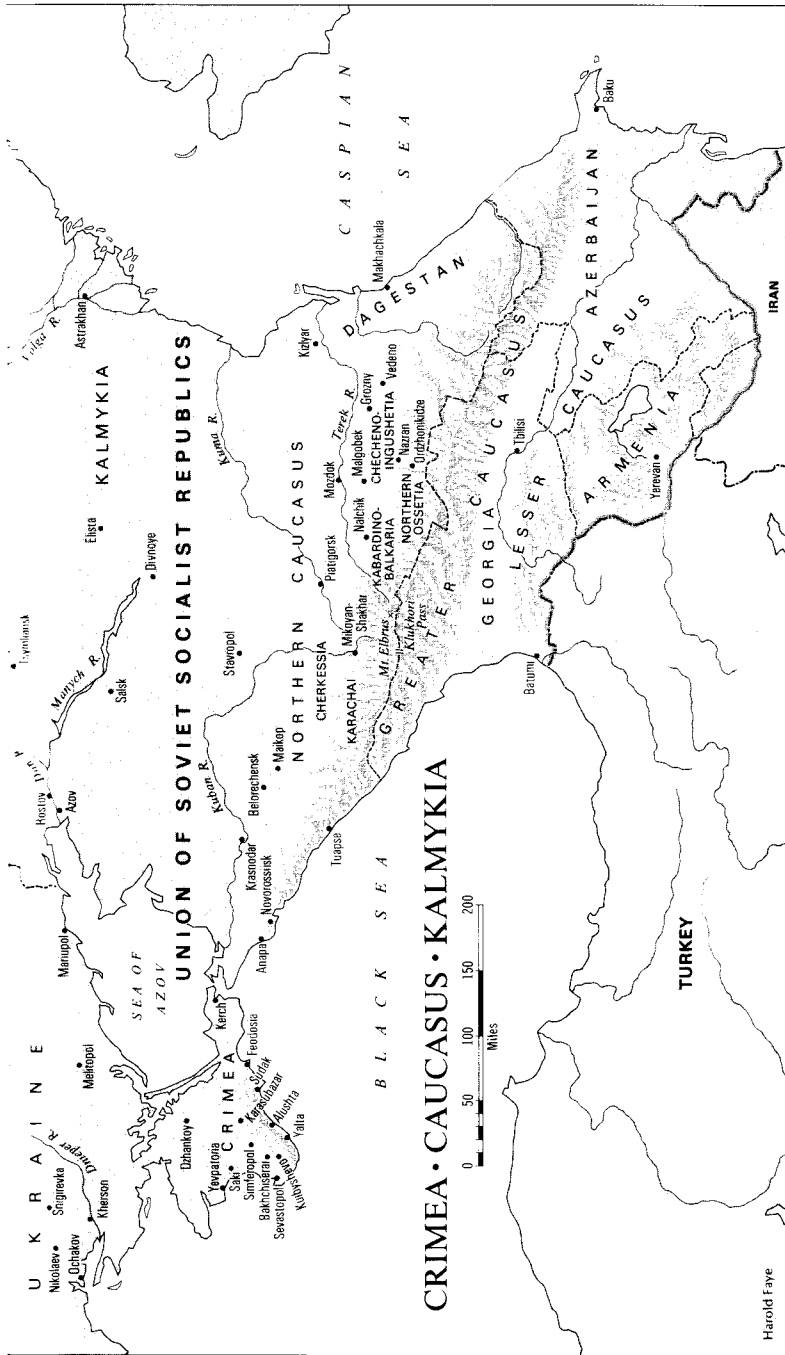 UKRAINE
Nikolaev
Snigirevka
Ochakov
Kherson
Dnieper R.
Melitopol
Mariupol
SEA OF
AZOV
Rostov
Azov
Manych R.
Salsk
Divnoye
Elista
KALMYKIA
Volga R.
Astrakhan
UNION OF SOVIET SOCIALIST REPUBLICS
Dzhankoy
CRIMEA
Yevpatoria
Saki
Simferopol
Bakhchiserai
Sevastopol
Kuibyshevo
Karasubazar
Alushta
Yalta
Sudak
Feodosia
Kerch
Anapa
Novorossiisk
Krasnodar
Kuban R.
Belorechensk
Maikop
Tuapse
Stavropol
NORTHERN CAUCASUS
CHERKESSIA
KARACHAI
Mikoyan-
Shakhar
Piatigorsk
Kuma R.
Mozdok
Terek R.
Kizlyar
Nalchik
Malgobek
Grozny
KABARDINO-
BALKARIA
CHECHENO-
INGUSHETIA
Vedeno
Nazran
NORTHERN
OSSETIA
Ordzhonikidze
Mt. Elbrus
Klukhori
Pass
DAGESTAN
Makhachkala
CASPIAN
SEA
GREATER CAUCASUS
GEORGIA
Tbilisi
LESSER CAUCASUS
AZERBAIJAN
Baku
ARMENIA
Yerevan
Batumi
IRAN
BLACK SEA
CRIMEA • CAUCASUS • KALMYKIA
0 50 100 150 200
Miles
TURKEY
Harold Faye